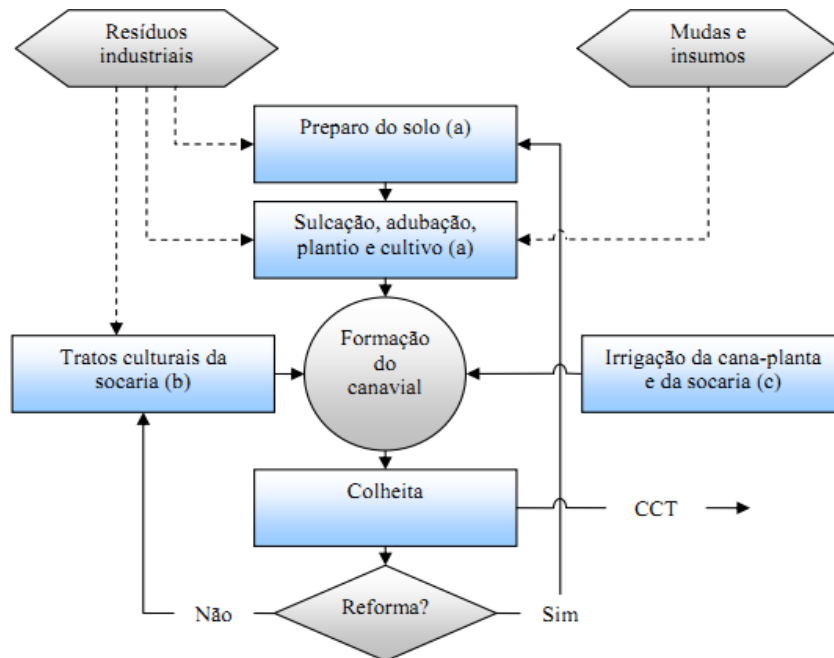 Resíduos
industriais
Mudas e
insumos
Preparo do solo (a)
Sulcação, adubação,
plantio e cultivo (a)
Tratos culturais da
socaria (b)
Formação
do
canavial
Irrigação da cana-planta
e da socaria (c)
Colheita
CCT
Não
Reforma?
Sim